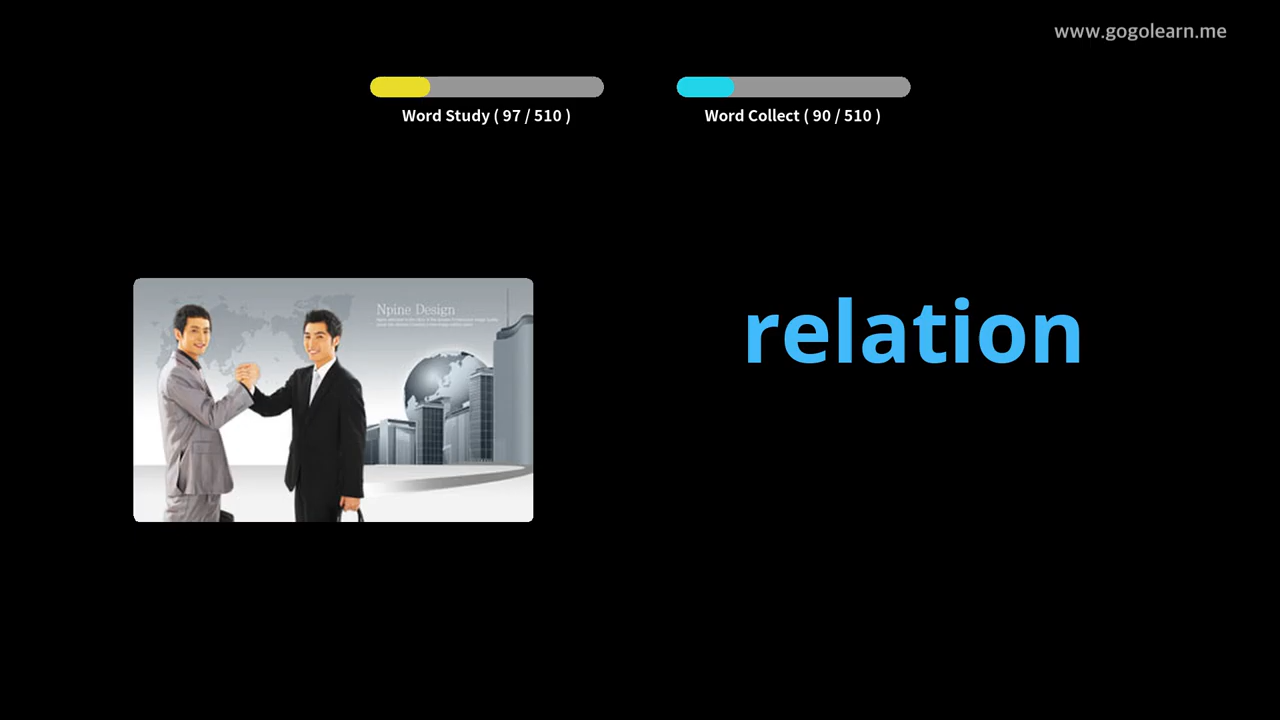 www.gogolearn.me
Word Study ( 97 / 510 )
Word Collect ( 90 / 510 )
Npine Design
relation